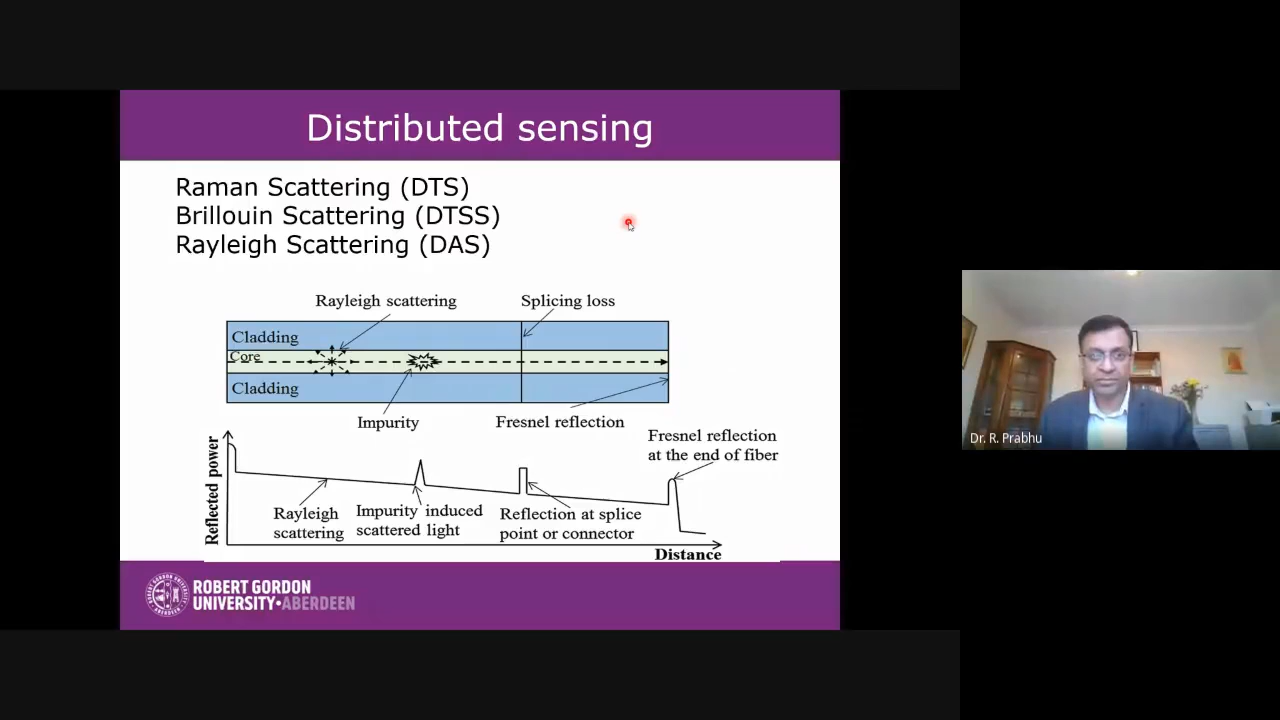 Distributed sensing
Raman Scattering (DTS)
Brillouin Scattering (DTSS)
Rayleigh Scattering (DAS)
Rayleigh scattering
Splicing loss
Cladding
Core
Cladding
Impurity
Fresnel reflection
Fresnel reflection
at the end of fiber
Reflected power
Rayleigh
scattering
Impurity induced
scattered light
Reflection at splice
point or connector
Distance
ROBERT GORDON
UNIVERSITY•ABERDEEN
Dr. R. Prabhu